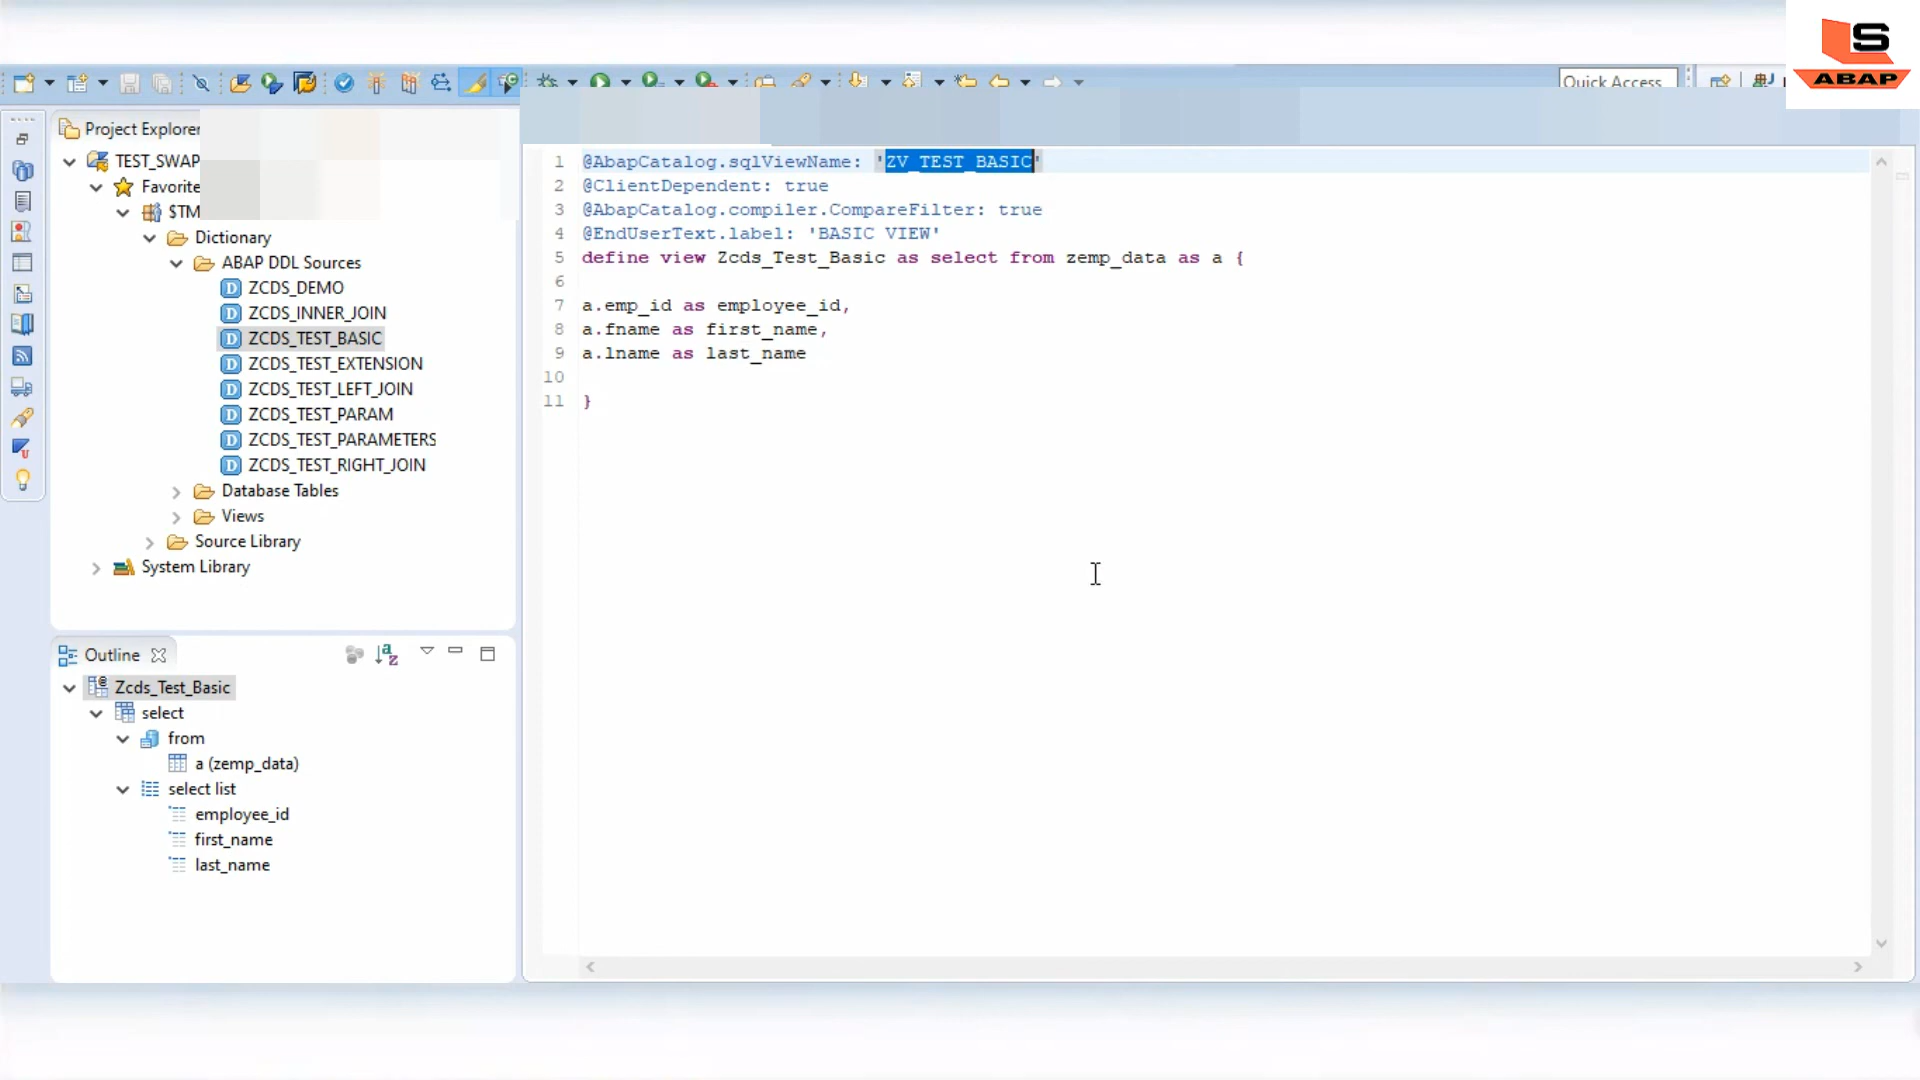 S
ABAP
Quick Access
Project Explorer
TEST_SWAP
Favorite
$TM
Dictionary
ABAP DDL Sources
ZCDS_DEMO
ZCDS_INNER_JOIN
ZCDS_TEST_BASIC
ZCDS_TEST_EXTENSION
ZCDS_TEST_LEFT_JOIN
ZCDS_TEST_PARAM
ZCDS_TEST_PARAMETERS
ZCDS_TEST_RIGHT_JOIN
Database Tables
Views
Source Library
System Library
Outline
Zcds_Test_Basic
select
from
a (zemp_data)
select list
employee_id
first_name
last_name
1 @AbapCatalog.sqlViewName: 'ZV_TEST_BASIC'
2 @ClientDependent: true
3 @AbapCatalog.compiler.CompareFilter: true
4 @EndUserText.label: 'BASIC VIEW'
5 define view Zcds_Test_Basic as select from zemp_data as a {
6
7 a.emp_id as employee_id,
8 a.fname as first_name,
9 a.lname as last_name
10
11 }